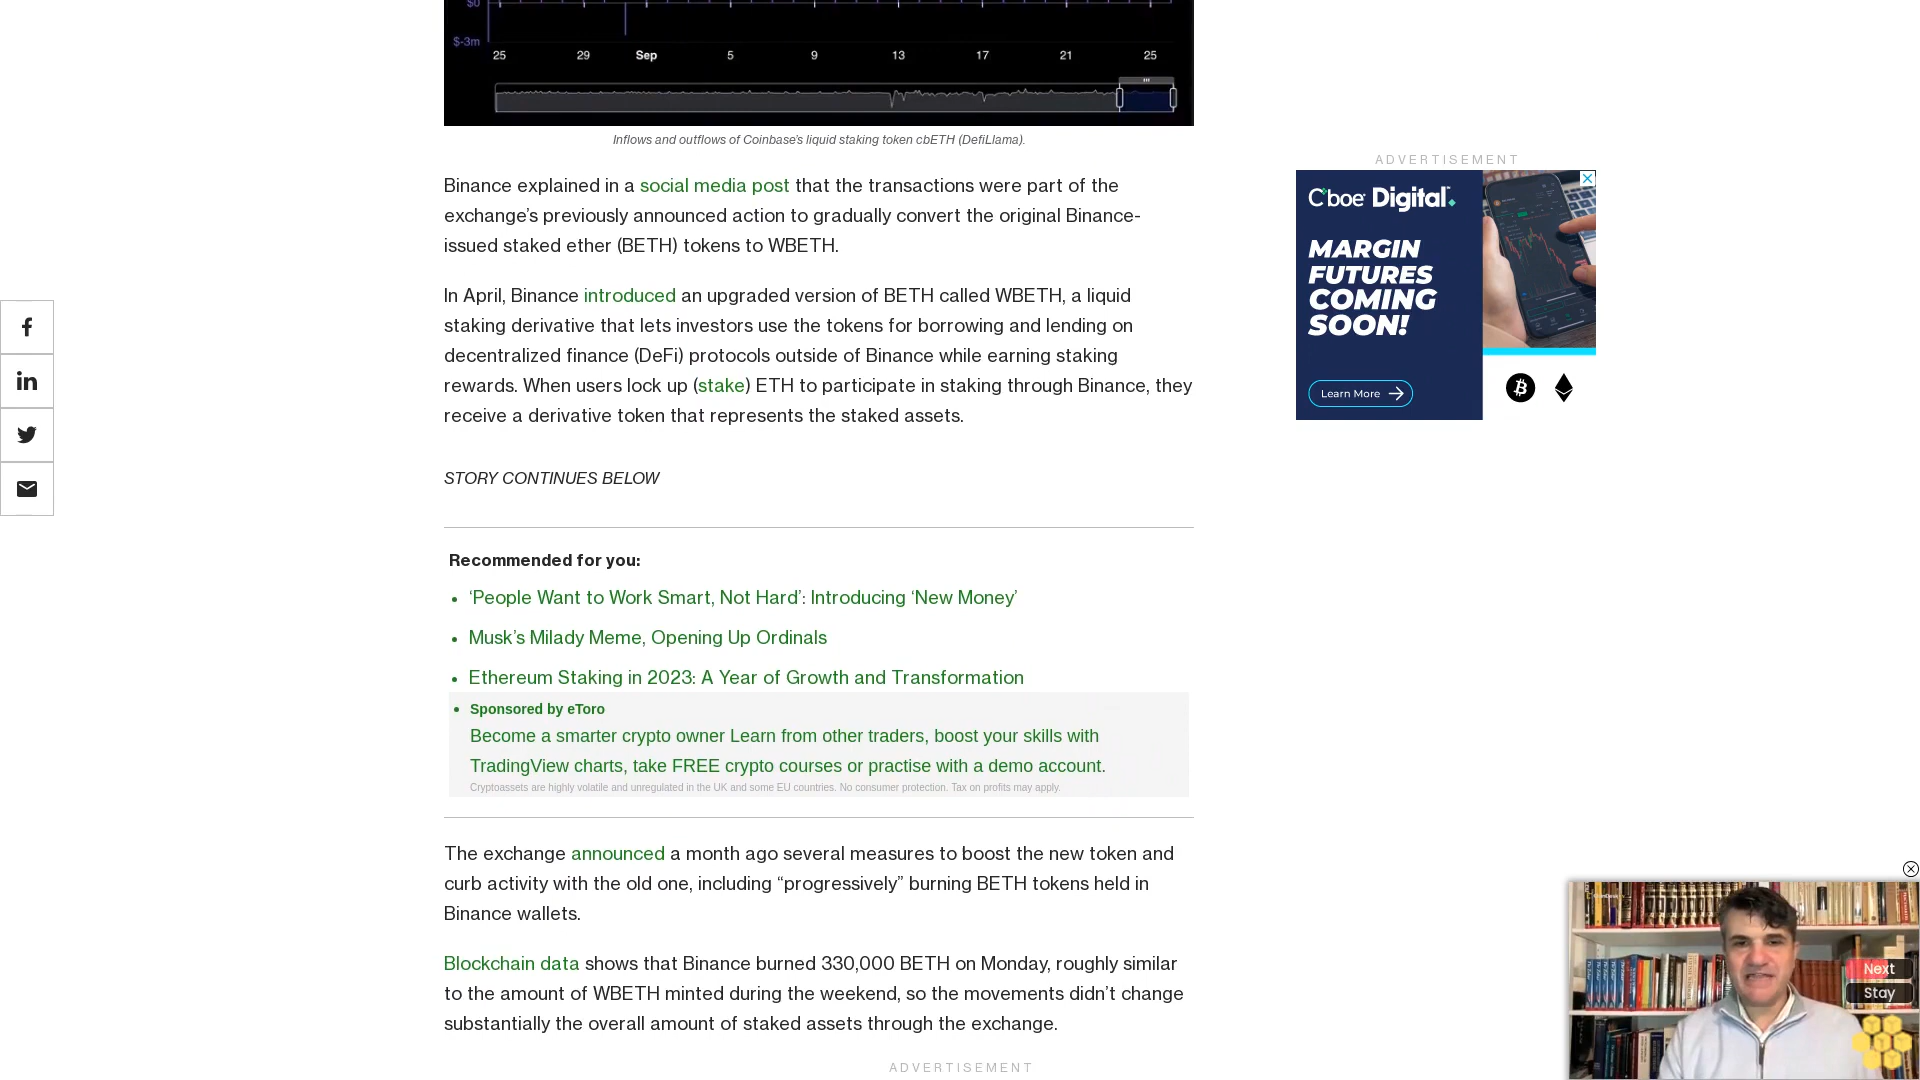 $0
$-3m
25 29 Sep 5 9 13 17 21 25
Inflows and outflows of Coinbase’s liquid staking token cbETH (DefiLlama).
Binance explained in a social media post that the transactions were part of the
exchange’s previously announced action to gradually convert the original Binance-
issued staked ether (BETH) tokens to WBETH.
In April, Binance introduced an upgraded version of BETH called WBETH, a liquid
staking derivative that lets investors use the tokens for borrowing and lending on
decentralized finance (DeFi) protocols outside of Binance while earning staking
rewards. When users lock up (stake) ETH to participate in staking through Binance, they
receive a derivative token that represents the staked assets.
STORY CONTINUES BELOW
Recommended for you:
• ‘People Want to Work Smart, Not Hard’: Introducing ‘New Money’
• Musk’s Milady Meme, Opening Up Ordinals
• Ethereum Staking in 2023: A Year of Growth and Transformation
• Sponsored by eToro
Become a smarter crypto owner Learn from other traders, boost your skills with
TradingView charts, take FREE crypto courses or practise with a demo account.
Cryptoassets are highly volatile and unregulated in the UK and some EU countries. No consumer protection. Tax on profits may apply.
The exchange announced a month ago several measures to boost the new token and
curb activity with the old one, including “progressively” burning BETH tokens held in
Binance wallets.
Blockchain data shows that Binance burned 330,000 BETH on Monday, roughly similar
to the amount of WBETH minted during the weekend, so the movements didn’t change
substantially the overall amount of staked assets through the exchange.
ADVERTISEMENT
ADVERTISEMENT
Cboe Digital
MARGIN
FUTURES
COMING
SOON!
Learn More
Next
Stay